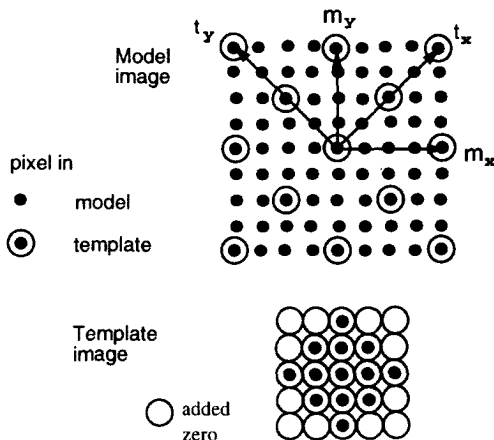 t_y m_y t_x
Model
image
m_x
pixel in
model
template
Template
image
added
zero